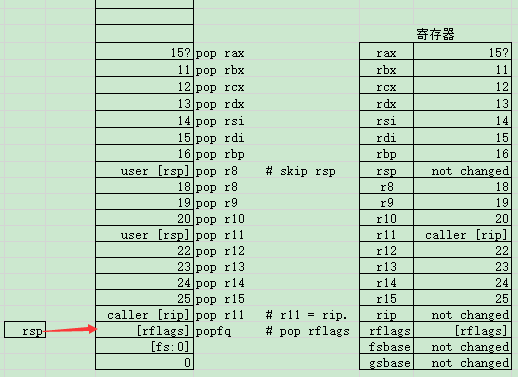 寄存器
15? pop rax rax 15?
11 pop rbx rbx 11
12 pop rcx rcx 12
13 pop rdx rdx 13
14 pop rsi rsi 14
15 pop rdi rdi 15
16 pop rbp rbp 16
user [rsp] pop r8 # skip rsp rsp not changed
18 pop r8 r8 18
19 pop r9 r9 19
20 pop r10 r10 20
user [rsp] pop r11 r11 caller [rip]
22 pop r12 r12 22
23 pop r13 r13 23
24 pop r14 r14 24
25 pop r15 r15 25
caller [rip] pop r11 # r11 = rip. rip not changed
rsp [rflags] popfq # pop rflags rflags [rflags]
[fs:0] fsbase not changed
0 gsbase not changed